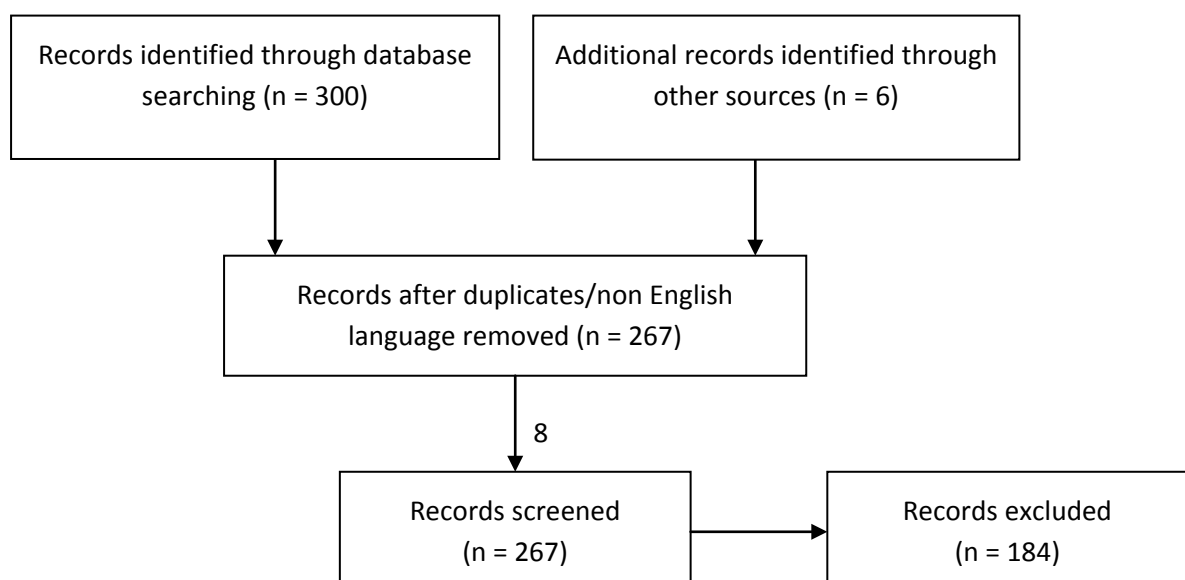 Records identified through database
searching (n = 300)
Additional records identified through
other sources (n = 6)
Records after duplicates/non English
language removed (n = 267)
8
Records screened
(n = 267)
Records excluded
(n = 184)